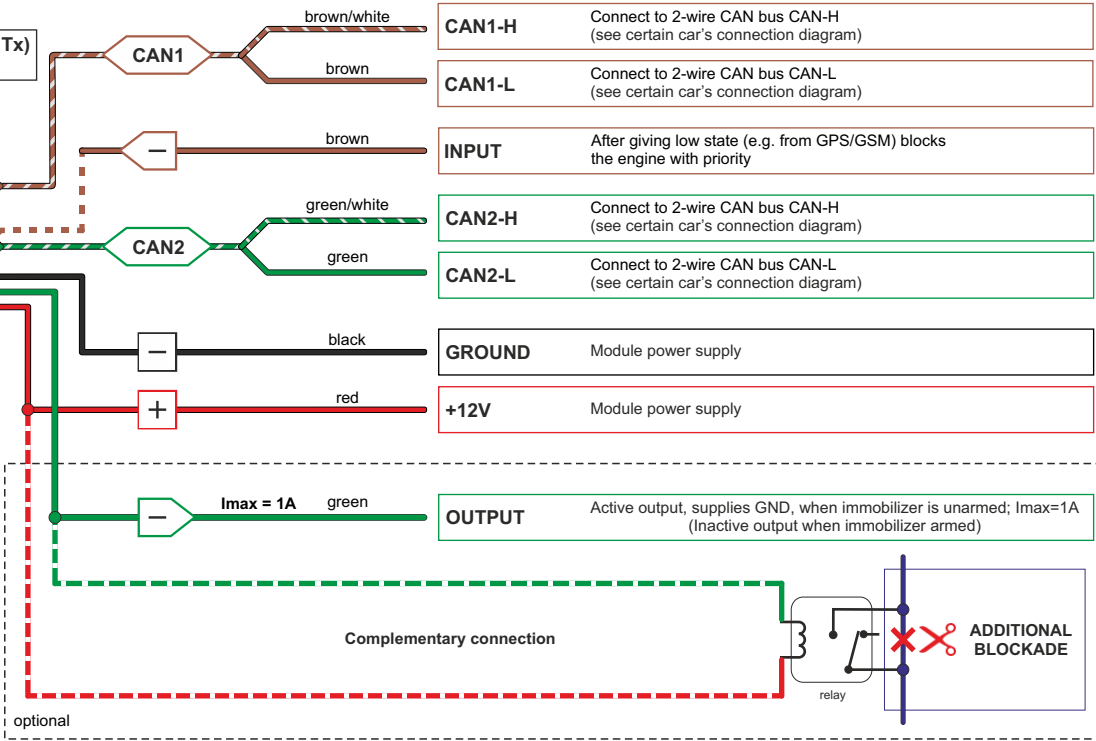 Tx)
CAN1
brown/white
CAN1-H
Connect to 2-wire CAN bus CAN-H
(see certain car's connection diagram)
brown
CAN1-L
Connect to 2-wire CAN bus CAN-L
(see certain car's connection diagram)
−
brown
INPUT
After giving low state (e.g. from GPS/GSM) blocks
the engine with priority
CAN2
green/white
CAN2-H
Connect to 2-wire CAN bus CAN-H
(see certain car's connection diagram)
green
CAN2-L
Connect to 2-wire CAN bus CAN-L
(see certain car's connection diagram)
−
black
GROUND
Module power supply
+
red
+12V
Module power supply
−
Imax = 1A
green
OUTPUT
Active output, supplies GND, when immobilizer is unarmed; Imax=1A
(Inactive output when immobilizer armed)
Complementary connection
relay
ADDITIONAL
BLOCKADE
optional